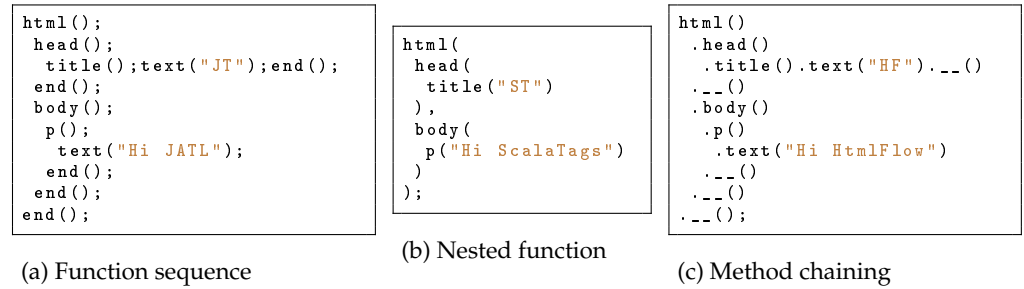 html();
 head();
  title();text("JT");end();
 end();
 body();
  p();
   text("Hi JATL");
  end();
 end();
end();
(a) Function sequence
html(
 head(
  title("ST")
 ),
 body(
  p("Hi ScalaTags")
 )
);
(b) Nested function
html()
 .head()
  .title().text("HF").__()
 .__()
 .body()
  .p()
   .text("Hi HtmlFlow")
  .__()
 .__()
.__();
(c) Method chaining